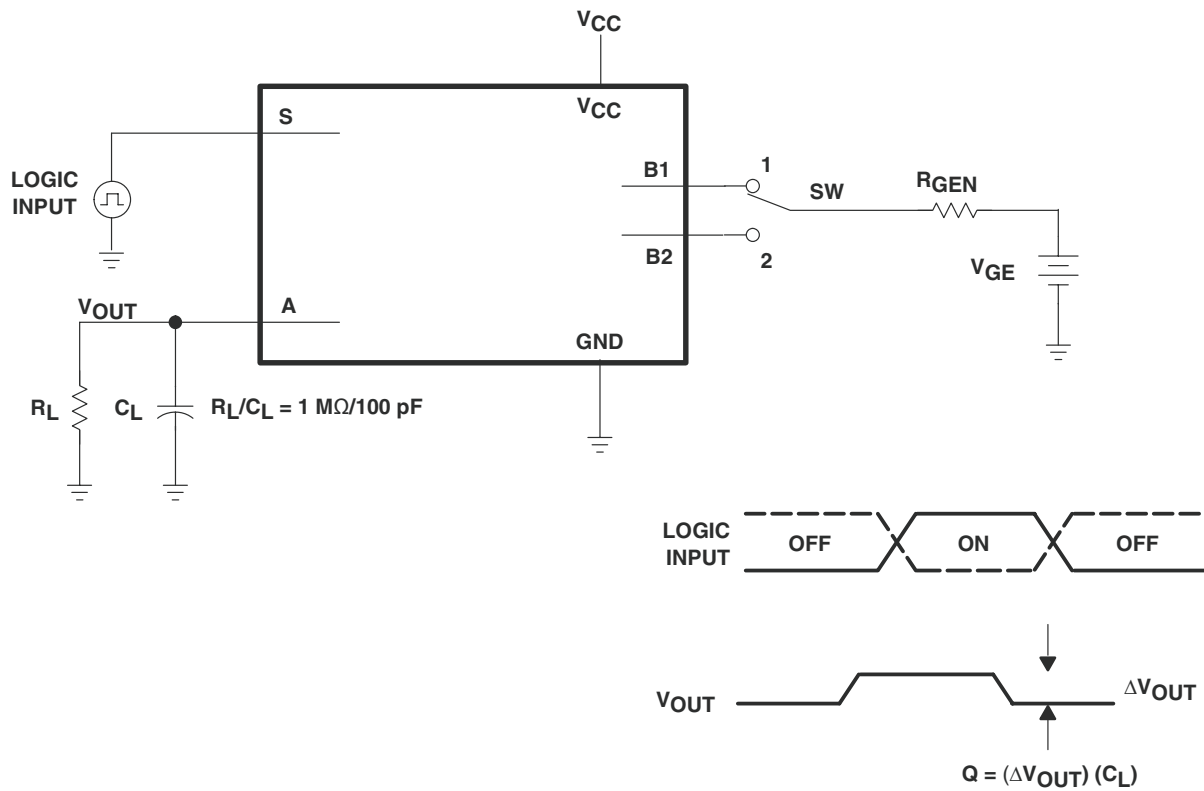 VCC
VCC
S
LOGIC
INPUT
B1
1
SW
RGEN
B2
2
VGE
VOUT
A
GND
RL
CL
RL/CL = 1 MΩ/100 pF
LOGIC
INPUT
OFF
ON
OFF
VOUT
ΔVOUT
Q = (ΔVOUT) (CL)